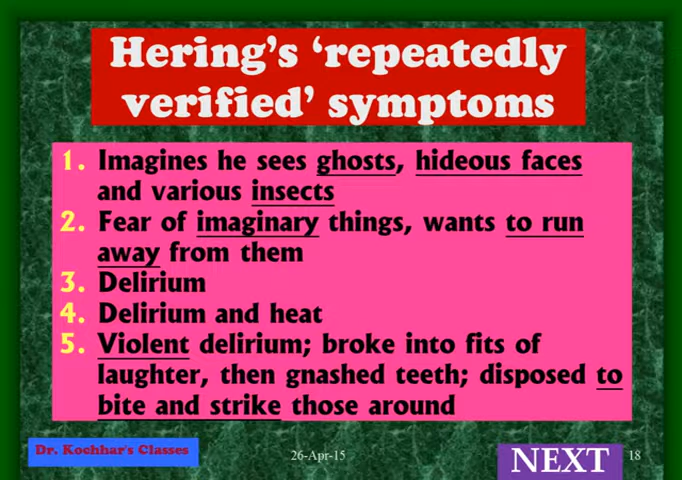 Hering's 'repeatedly
verified' symptoms
1. Imagines he sees ghosts, hideous faces
and various insects
2. Fear of imaginary things, wants to run
away from them
3. Delirium
4. Delirium and heat
5. Violent delirium; broke into fits of
laughter, then gnashed teeth; disposed to
bite and strike those around
Dr. Kochhar's Classes
26-Apr-15
NEXT
18